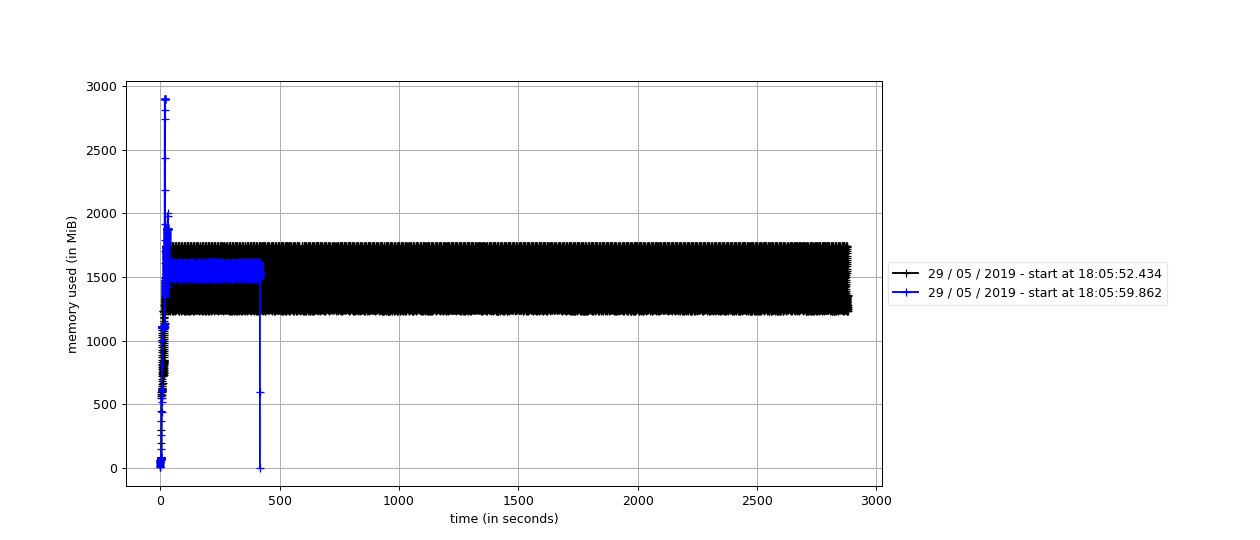 3000
2500
2000
1500
1000
500
0
memory used (in MiB)
0 500 1000 1500 2000 2500 3000
time (in seconds)
29 / 05 / 2019 - start at 18:05:52.434
29 / 05 / 2019 - start at 18:05:59.862